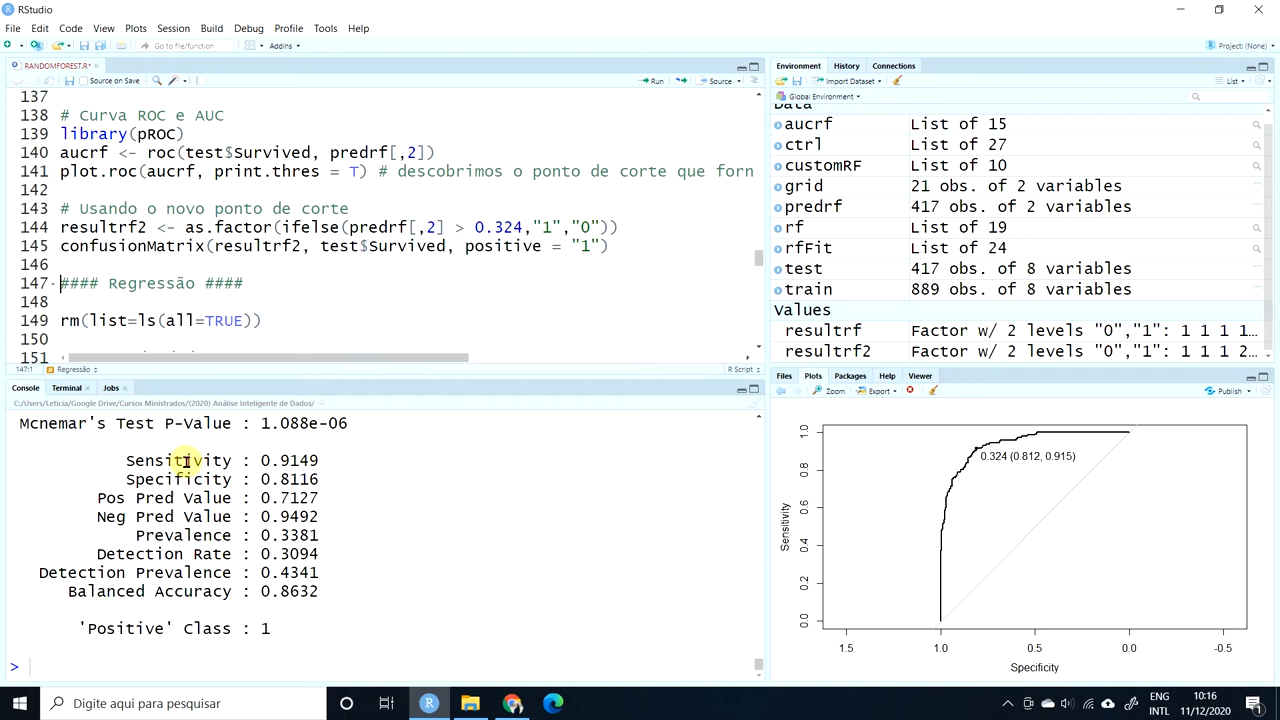 RStudio
File Edit Code View Plots Session Build Debug Profile Tools Help
Go to file/function Addins Project: (None)
RANDOMFOREST.R*
Source on Save Run Source
137
138 # Curva ROC e AUC
139 library(pROC)
140 aucrf <- roc(test$Survived, predrf[,2])
141 plot.roc(aucrf, print.thres = T) # descobrimos o ponto de corte que forn
142
143 # Usando o novo ponto de corte
144 resultrf2 <- as.factor(ifelse(predrf[,2] > 0.324,"1","0"))
145 confusionMatrix(resultrf2, test$Survived, positive = "1")
146
147 #### Regressão ####
148
149 rm(list=ls(all=TRUE))
150
151
147:1 Regressão R Script
Console Terminal Jobs
C:/Users/Leticia/Google Drive/Cursos Ministrados/(2020) Análise Inteligente de Dados/
Mcnemar's Test P-Value : 1.088e-06
Sensitivity : 0.9149
Specificity : 0.8116
Pos Pred Value : 0.7127
Neg Pred Value : 0.9492
Prevalence : 0.3381
Detection Rate : 0.3094
Detection Prevalence : 0.4341
Balanced Accuracy : 0.8632
'Positive' Class : 1
>
Environment History Connections
Import Dataset List
Global Environment
Data
aucrf List of 15
ctrl List of 27
customRF List of 10
grid 21 obs. of 2 variables
predrf 417 obs. of 2 variables
rf List of 19
rfFit List of 24
test 417 obs. of 8 variables
train 889 obs. of 8 variables
Values
resultrf Factor w/ 2 levels "0","1": 1 1 1 1…
resultrf2 Factor w/ 2 levels "0","1": 1 1 1 2…
Files Plots Packages Help Viewer
Zoom Export Publish
1.0
0.8
0.6
0.4
0.2
0.0
Sensitivity
0.324 (0.812, 0.915)
1.5 1.0 0.5 0.0 -0.5
Specificity
Digite aqui para pesquisar
ENG
INTL
10:16
11/12/2020
1